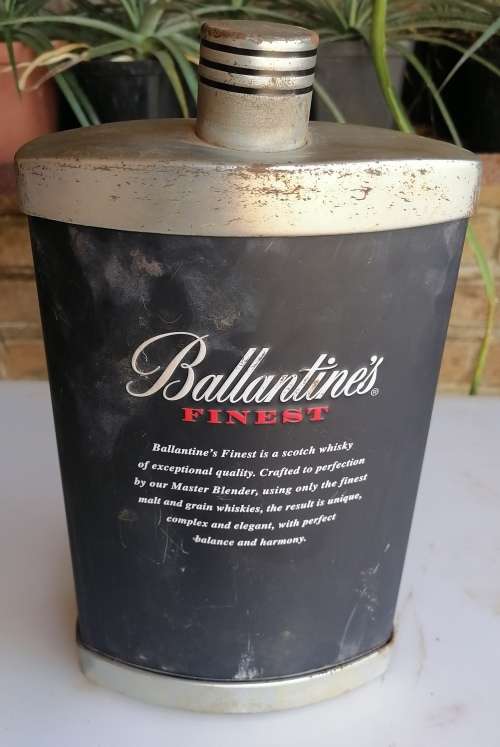 Ballantine's®
FINEST
Ballantine's Finest is a scotch whisky
of exceptional quality. Crafted to perfection
by our Master Blender, using only the finest
malt and grain whiskies, the result is unique,
complex and elegant, with perfect
balance and harmony.